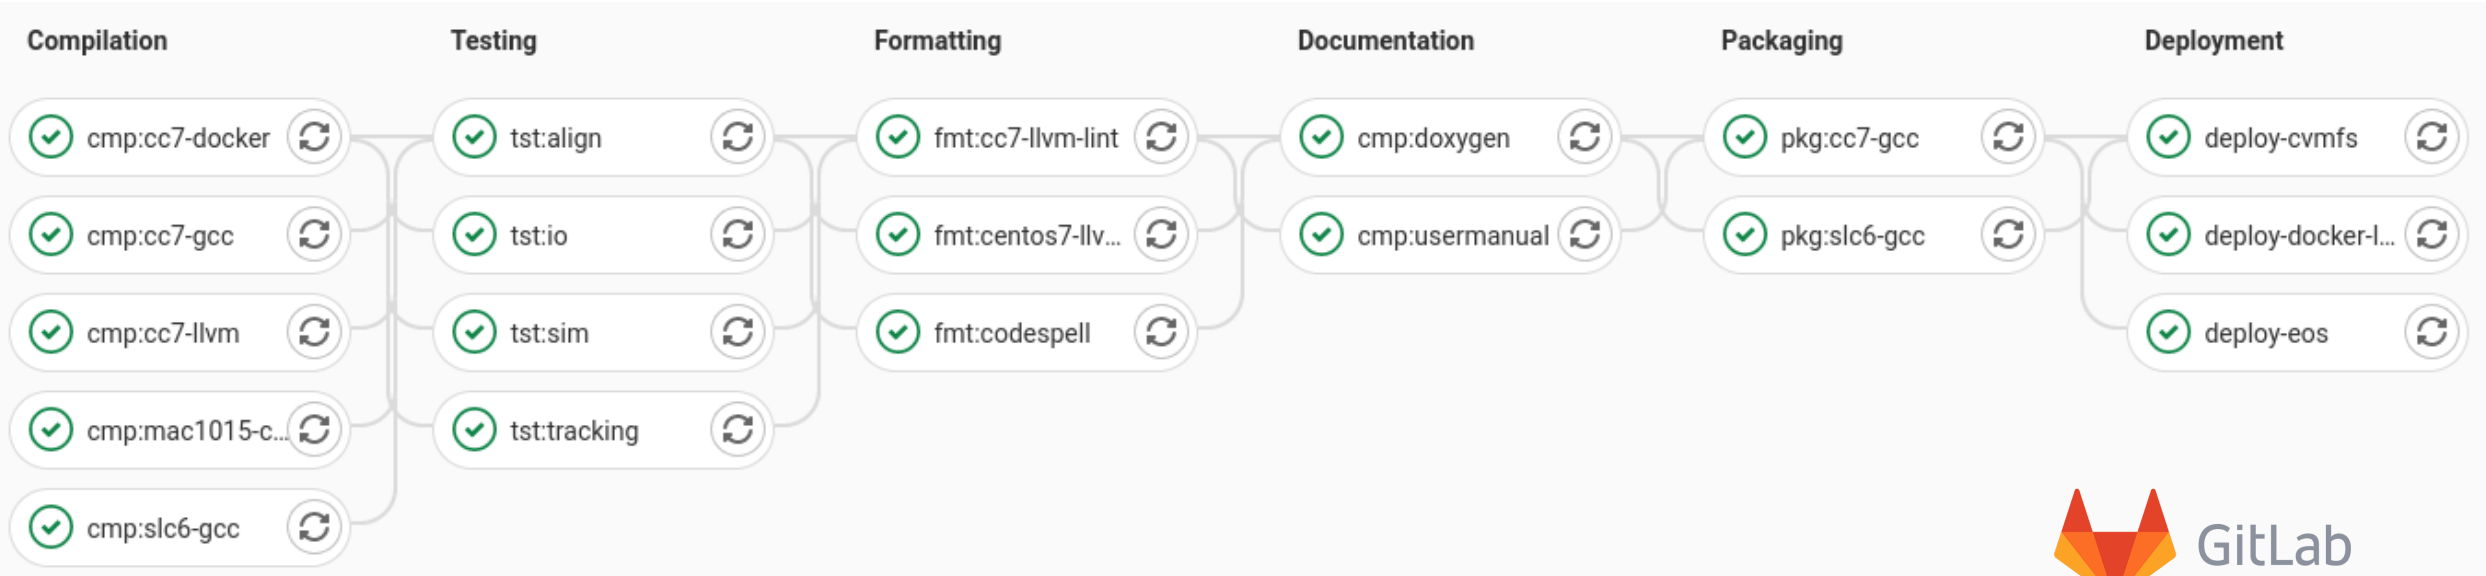 Compilation
Testing
Formatting
Documentation
Packaging
Deployment
cmp:cc7-docker
tst:align
fmt:cc7-llvm-lint
cmp:doxygen
pkg:cc7-gcc
deploy-cvmfs
cmp:cc7-gcc
tst:io
fmt:centos7-llv...
cmp:usermanual
pkg:slc6-gcc
deploy-docker-l...
cmp:cc7-llvm
tst:sim
fmt:codespell
deploy-eos
cmp:mac1015-c...
tst:tracking
cmp:slc6-gcc
GitLab